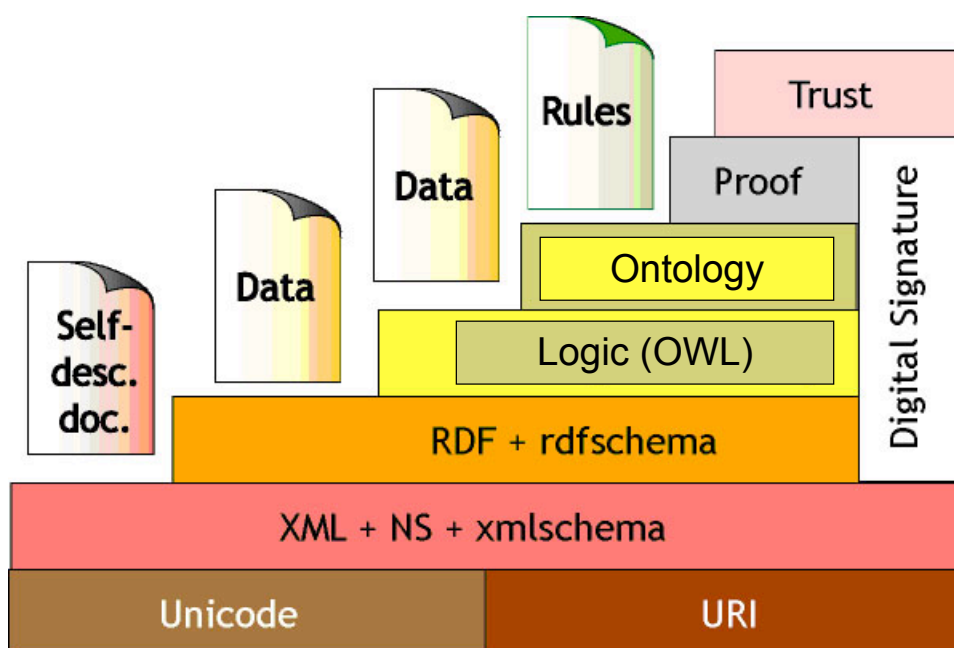 Rules
Trust
Data
Proof
Data
Ontology
Self-
desc.
doc.
Logic (OWL)
Digital Signature
RDF + rdfschema
XML + NS + xmlschema
Unicode
URI